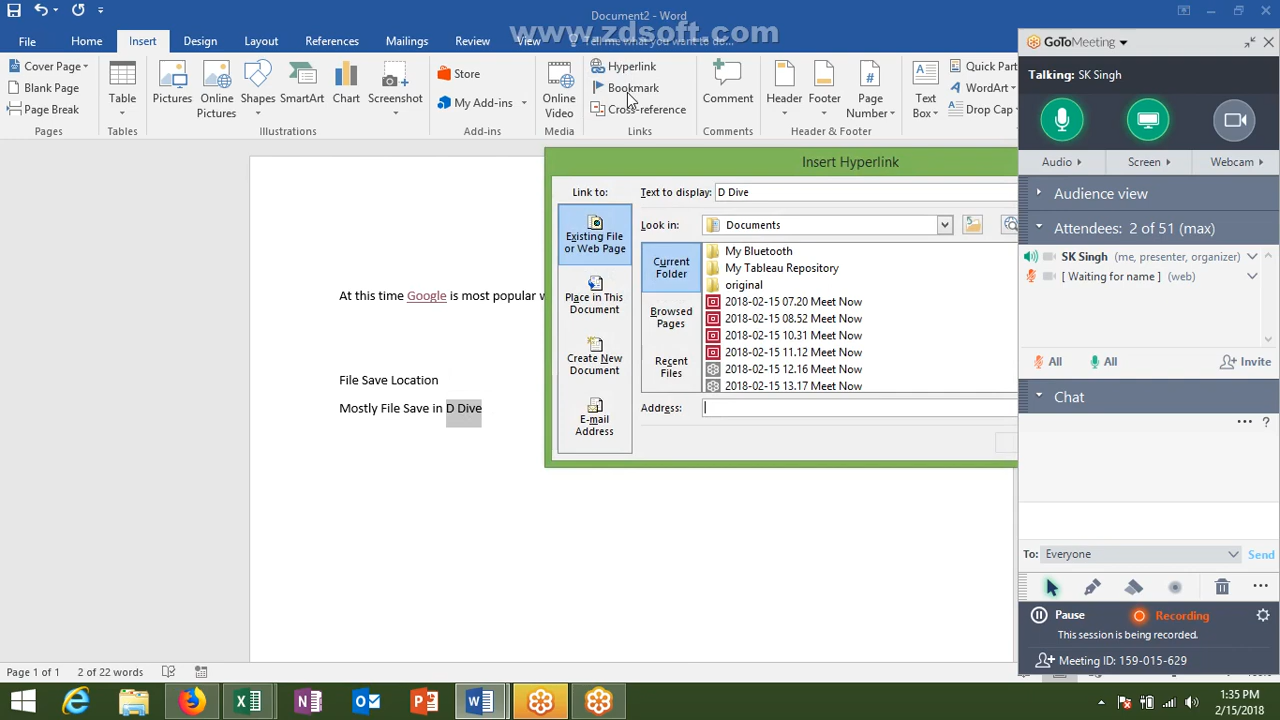 Document2 - Word
www.zdsoft.com
File Home Insert Design Layout References Mailings Review View Tell me what you want to do...
Cover Page
Blank Page
Page Break
Pages
Table
Tables
Pictures
Online Pictures
Shapes
SmartArt
Chart
Screenshot
Illustrations
Store
My Add-ins
Add-ins
Online Video
Media
Hyperlink
Bookmark
Cross-reference
Links
Comment
Comments
Header
Footer
Page Number
Header & Footer
Text Box
Quick Part
WordArt
Drop Cap
At this time Google is most popular w
File Save Location
Mostly File Save in D Dive
Insert Hyperlink
Link to:
Text to display: D Dive
Existing File or Web Page
Place in This Document
Create New Document
E-mail Address
Look in: Documents
Current Folder
Browsed Pages
Recent Files
My Bluetooth
My Tableau Repository
original
2018-02-15 07.20 Meet Now
2018-02-15 08.52 Meet Now
2018-02-15 10.31 Meet Now
2018-02-15 11.12 Meet Now
2018-02-15 12.16 Meet Now
2018-02-15 13.17 Meet Now
Address:
GoToMeeting
Talking: SK Singh
Audio Screen Webcam
Audience view
Attendees: 2 of 51 (max)
SK Singh (me, presenter, organizer)
[ Waiting for name ] (web)
All All Invite
Chat
?
To: Everyone Send
Pause Recording
This session is being recorded.
Meeting ID: 159-015-629
Page 1 of 1 2 of 22 words
1:35 PM
2/15/2018